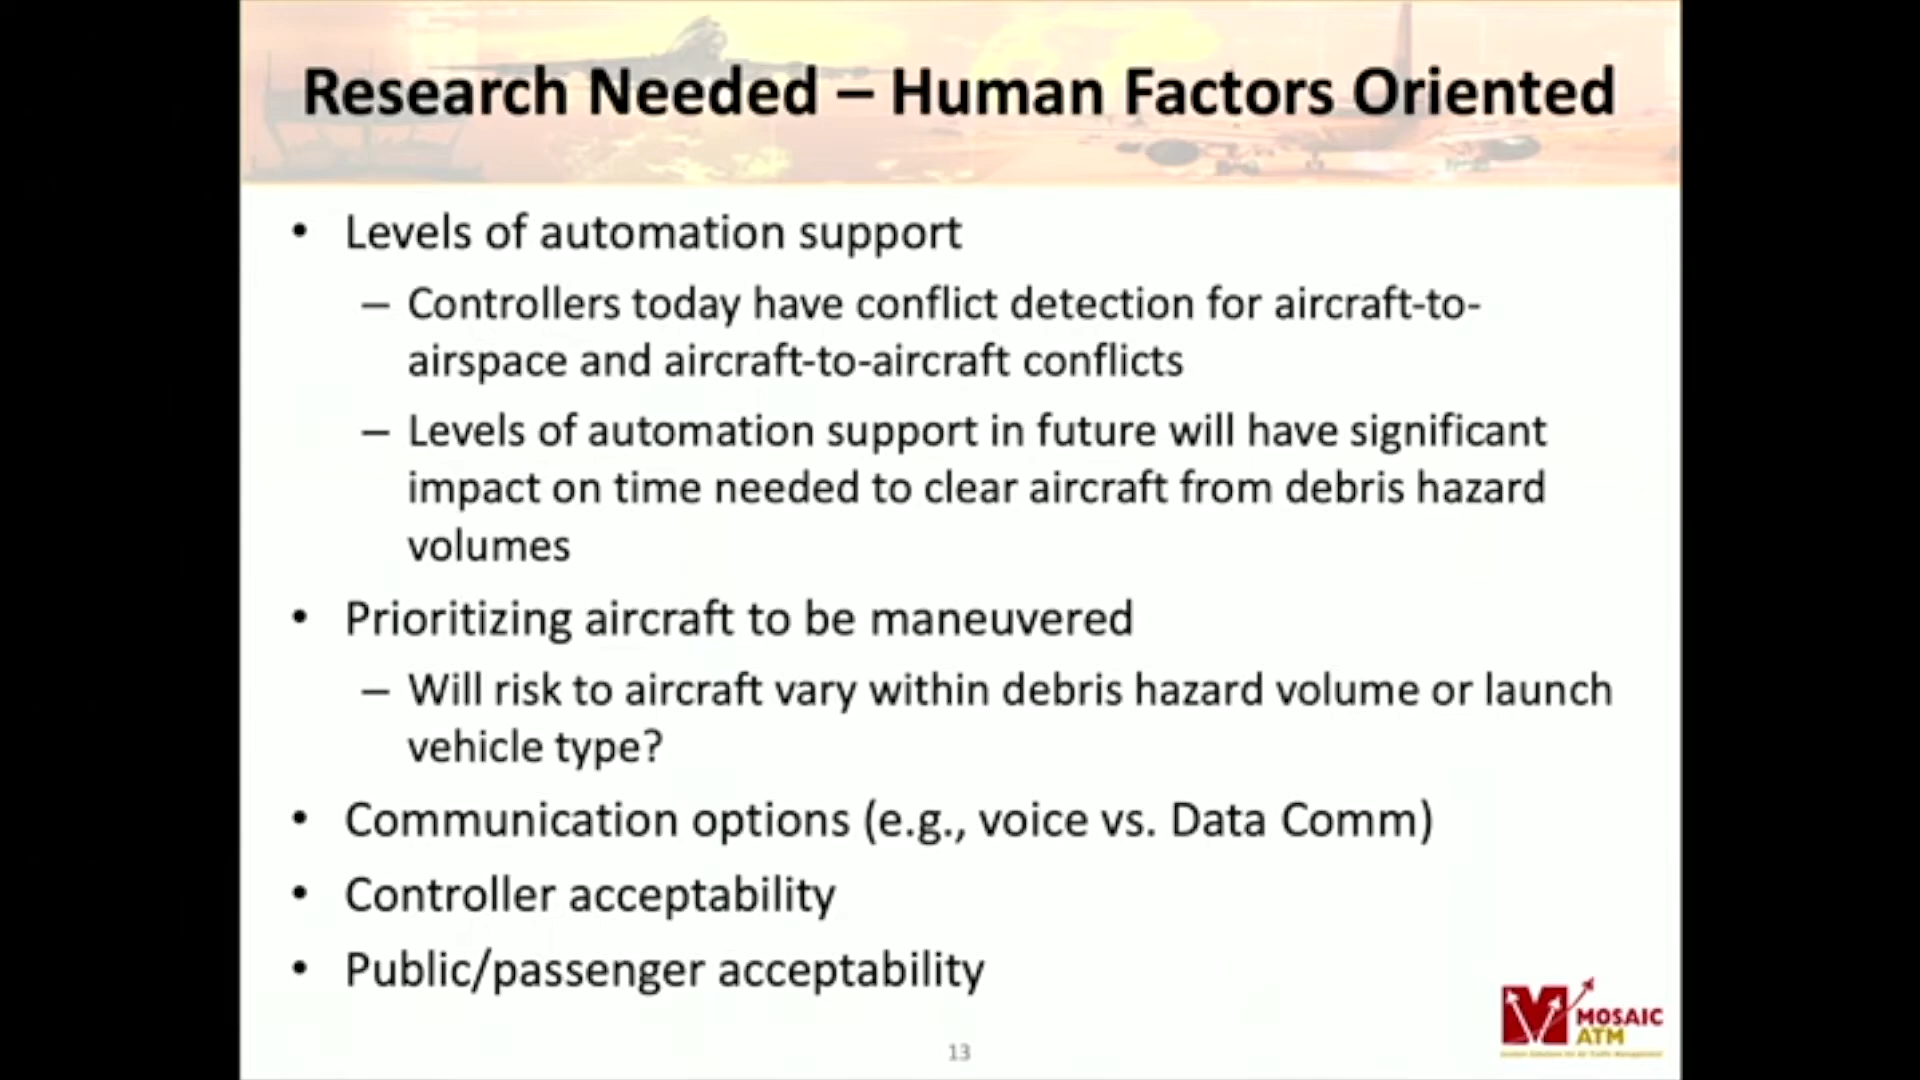 Research Needed – Human Factors Oriented
• Levels of automation support
– Controllers today have conflict detection for aircraft-to-
airspace and aircraft-to-aircraft conflicts
– Levels of automation support in future will have significant
impact on time needed to clear aircraft from debris hazard
volumes
• Prioritizing aircraft to be maneuvered
– Will risk to aircraft vary within debris hazard volume or launch
vehicle type?
• Communication options (e.g., voice vs. Data Comm)
• Controller acceptability
• Public/passenger acceptability
MOSAIC
ATM
13